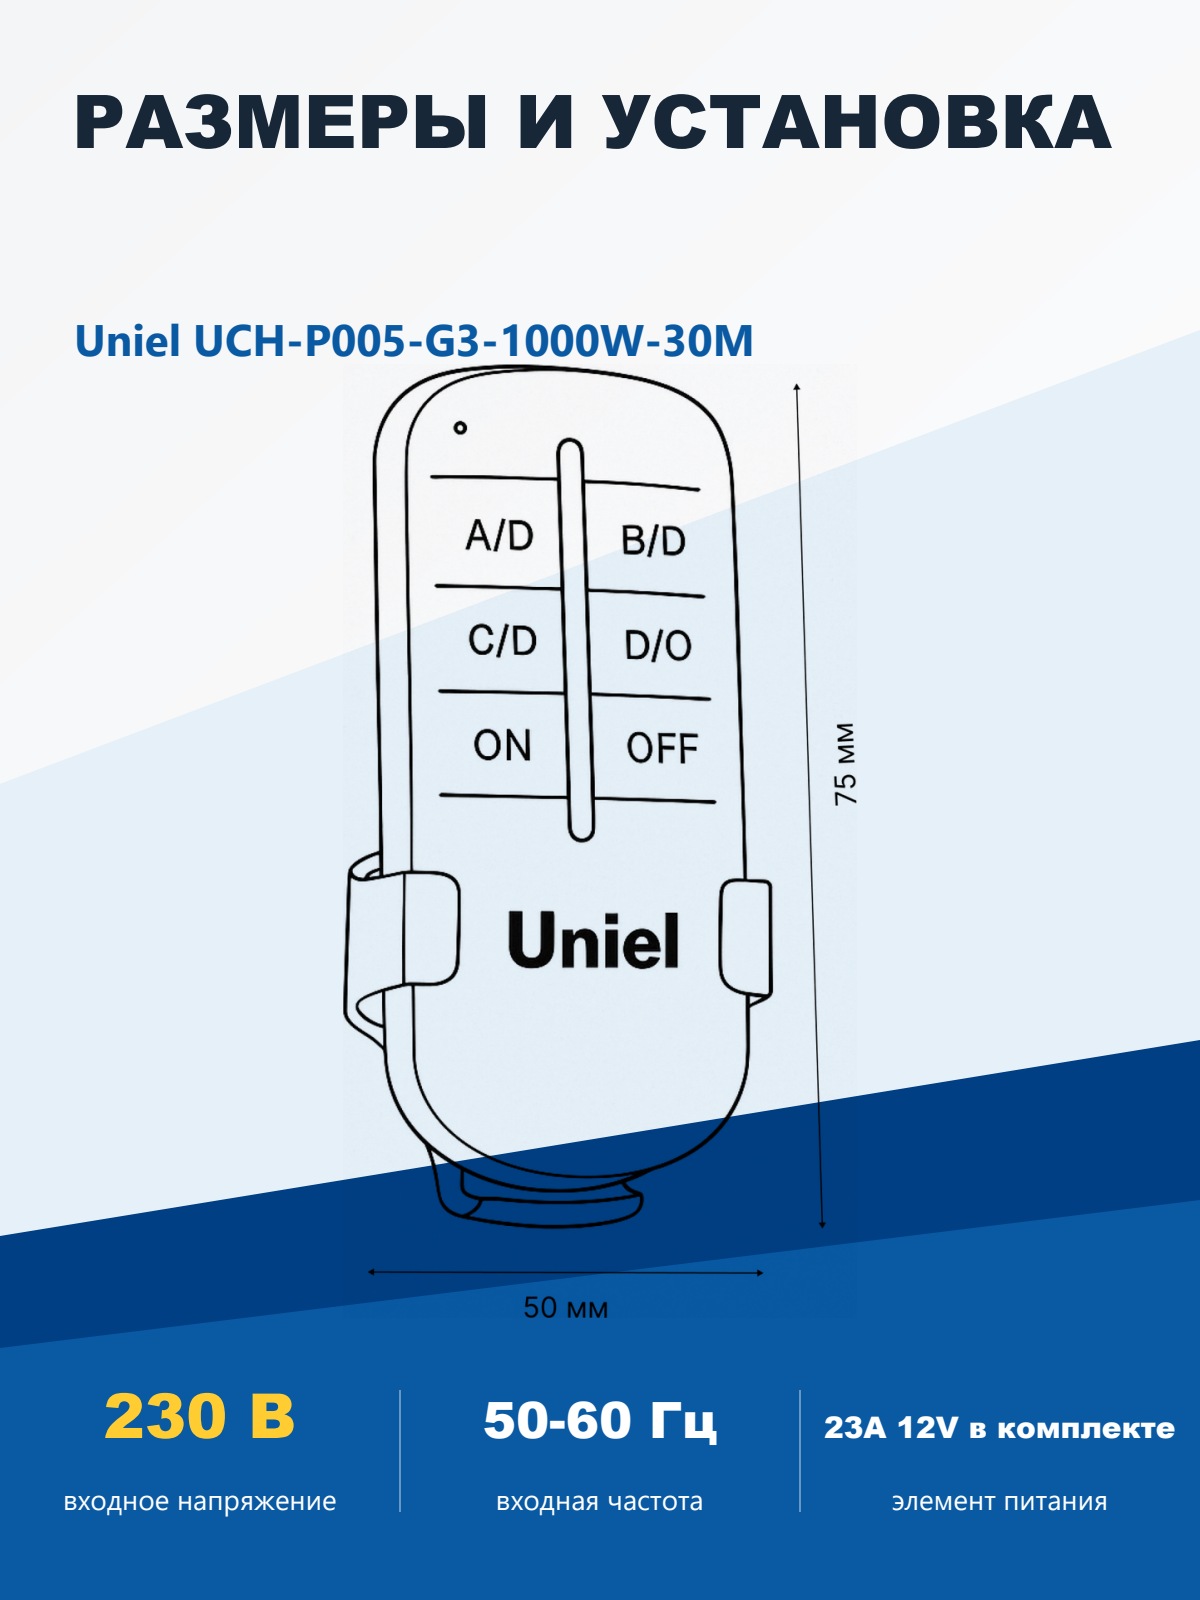 РАЗМЕРЫ И УСТАНОВКА
Uniel UCH-P005-G3-1000W-30M
A/D B/D
C/D D/O
ON OFF
75 мм
Uniel
50 мм
230 В
входное напряжение
50-60 Гц
входная частота
23A 12V в комплекте
элемент питания